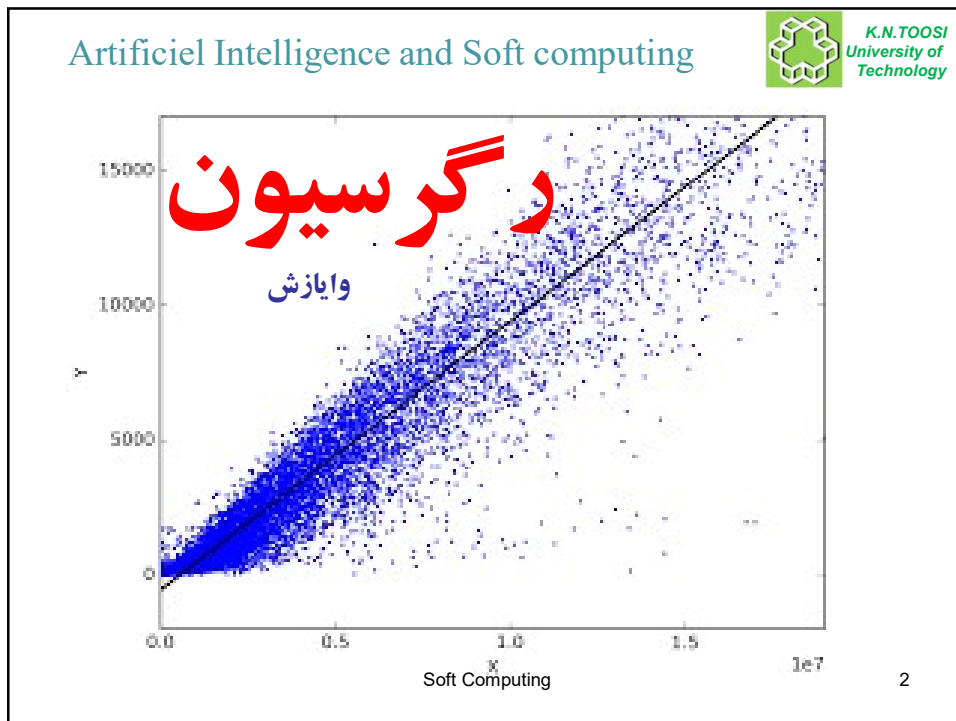 Artificiel Intelligence and Soft computing
K.N.TOOSI
University of
Technology
رگرسیون
وایازش
15000
10000
5000
0
Y
0.0 0.5 1.0 1.5
X
1e7
Soft Computing
2